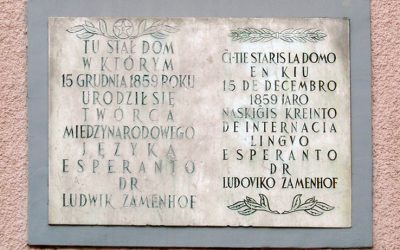 TU STAŁ DOM
W KTÓRYM
15 GRUDNIA 1859 ROKU
URODZIŁ SIĘ
TWÓRCA
MIĘDZYNARODOWEGO
JĘZYKA
ESPERANTO
DR
LUDWIK ZAMENHOF
ĈI-TIE STARIS LA DOMO
EN KIU
15 DE DECEMBRO
1859 JARO
NASKIĜIS KREINTO
DE INTERNACIA
LINGVO
ESPERANTO
DR
LUDOVIKO ZAMENHOF